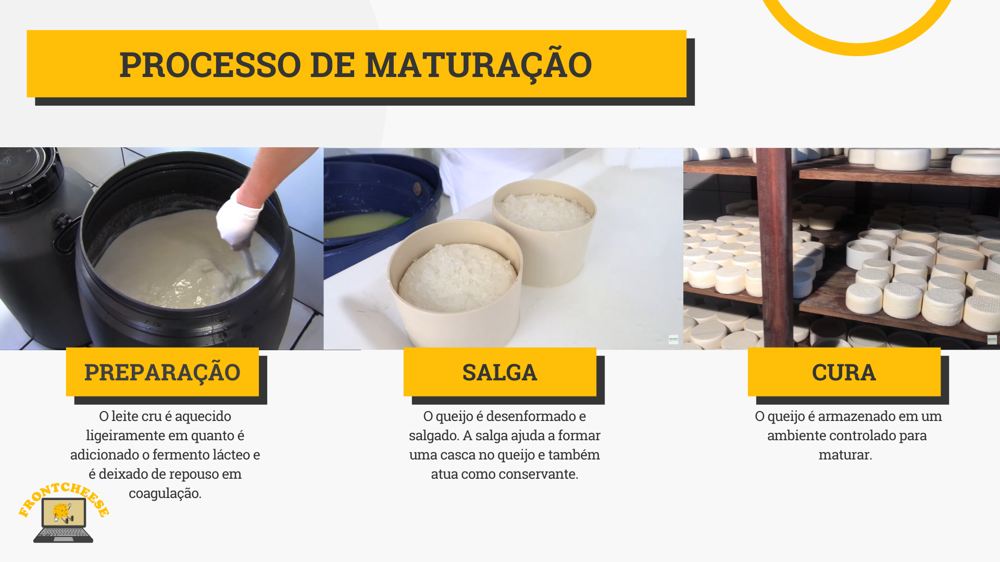 PROCESSO DE MATURAÇÃO
PREPARAÇÃO
O leite cru é aquecido
ligeiramente em quanto é
adicionado o fermento lácteo e
é deixado de repouso em
coagulação.
SALGA
O queijo é desenformado e
salgado. A salga ajuda a formar
uma casca no queijo e também
atua como conservante.
CURA
O queijo é armazenado em um
ambiente controlado para
maturar.
FRONTCHEESE